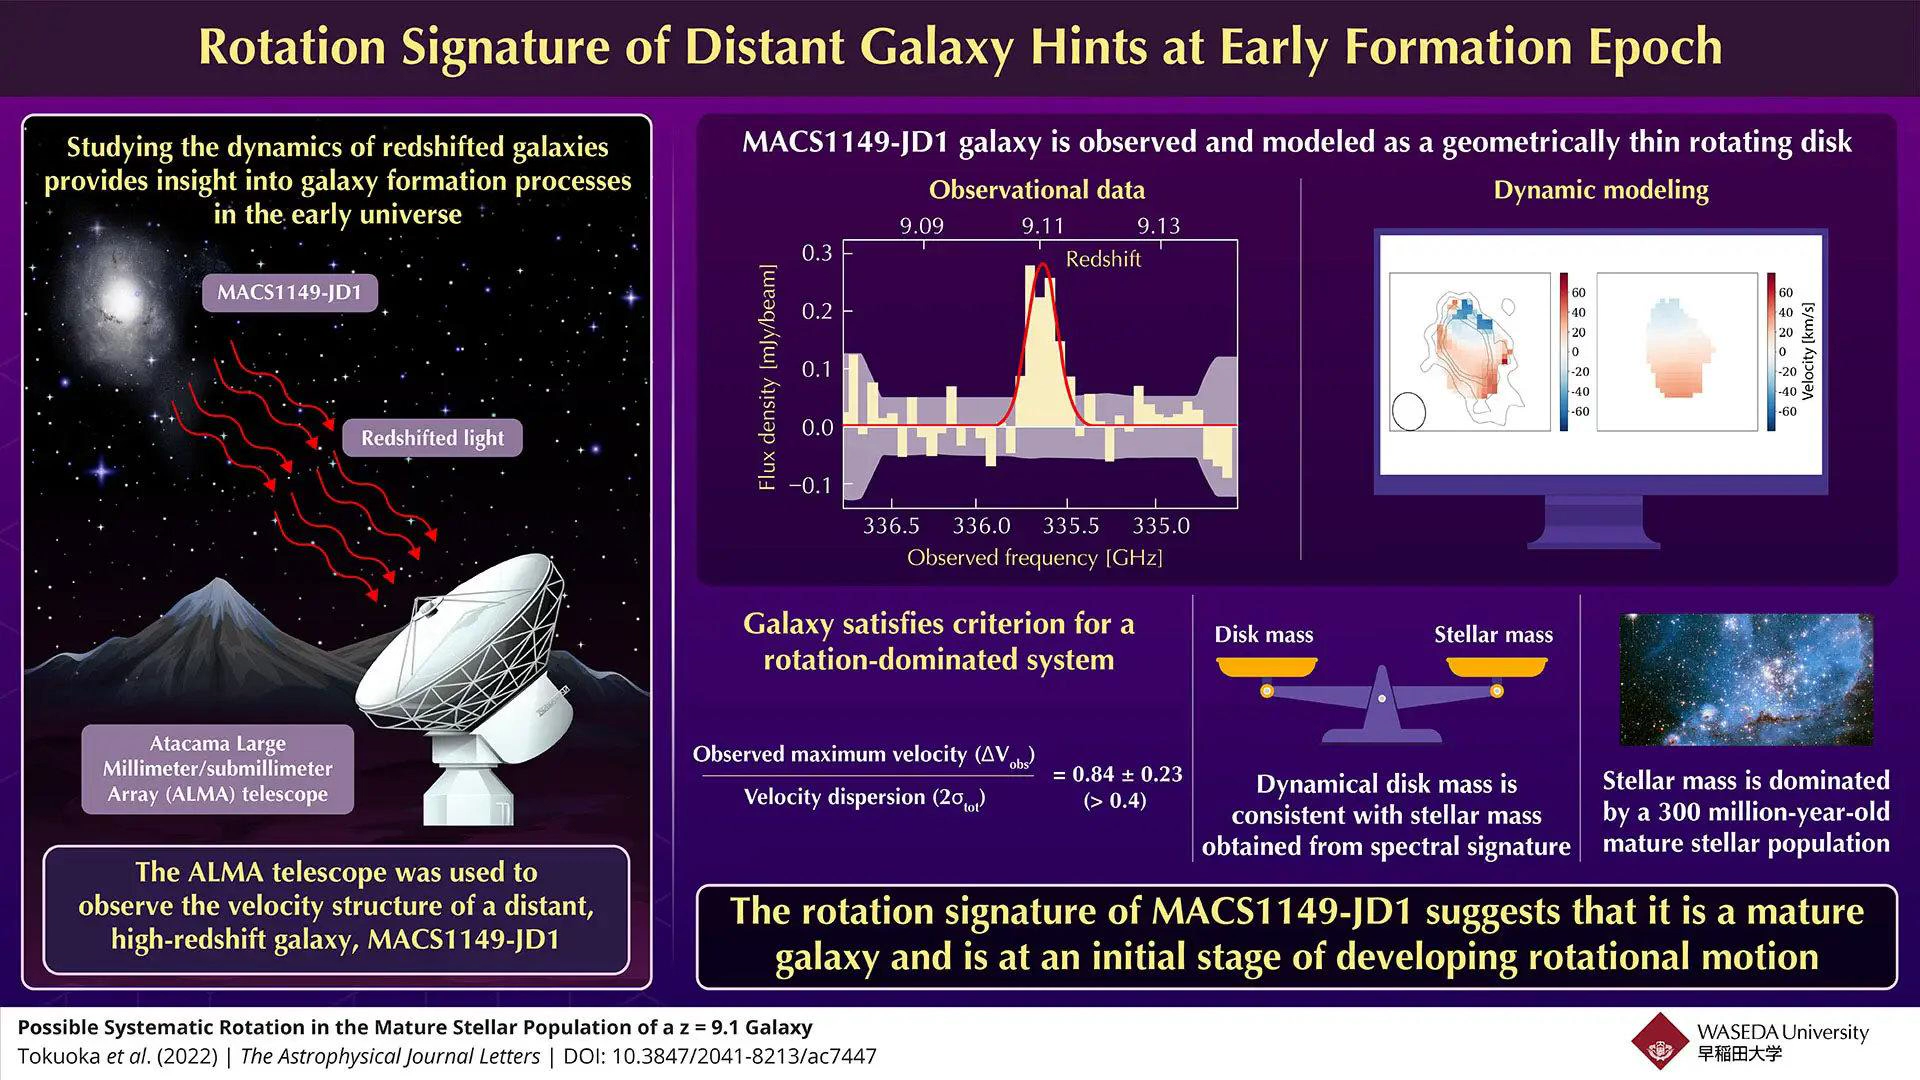 Rotation Signature of Distant Galaxy Hints at Early Formation Epoch
Studying the dynamics of redshifted galaxies
provides insight into galaxy formation processes
in the early universe
MACS1149-JD1
Redshifted light
Atacama Large
Millimeter/submillimeter
Array (ALMA) telescope
The ALMA telescope was used to
observe the velocity structure of a distant,
high-redshift galaxy, MACS1149-JD1
MACS1149-JD1 galaxy is observed and modeled as a geometrically thin rotating disk
Observational data
9.09 9.11 9.13
Redshift
0.3
0.2
0.1
0.0
−0.1
Flux density [mJy/beam]
336.5 336.0 335.5 335.0
Observed frequency [GHz]
Dynamic modeling
60
40
20
0
-20
-40
-60
60
40
20
0
-20
-40
-60
Velocity [km/s]
Galaxy satisfies criterion for a
rotation-dominated system
Observed maximum velocity (ΔVobs)
Velocity dispersion (2σtot)
= 0.84 ± 0.23
(> 0.4)
Disk mass
Stellar mass
Dynamical disk mass is
consistent with stellar mass
obtained from spectral signature
Stellar mass is dominated
by a 300 million-year-old
mature stellar population
The rotation signature of MACS1149-JD1 suggests that it is a mature
galaxy and is at an initial stage of developing rotational motion
Possible Systematic Rotation in the Mature Stellar Population of a z = 9.1 Galaxy
Tokuoka et al. (2022) | The Astrophysical Journal Letters | DOI: 10.3847/2041-8213/ac7447
WASEDA University
早稲田大学